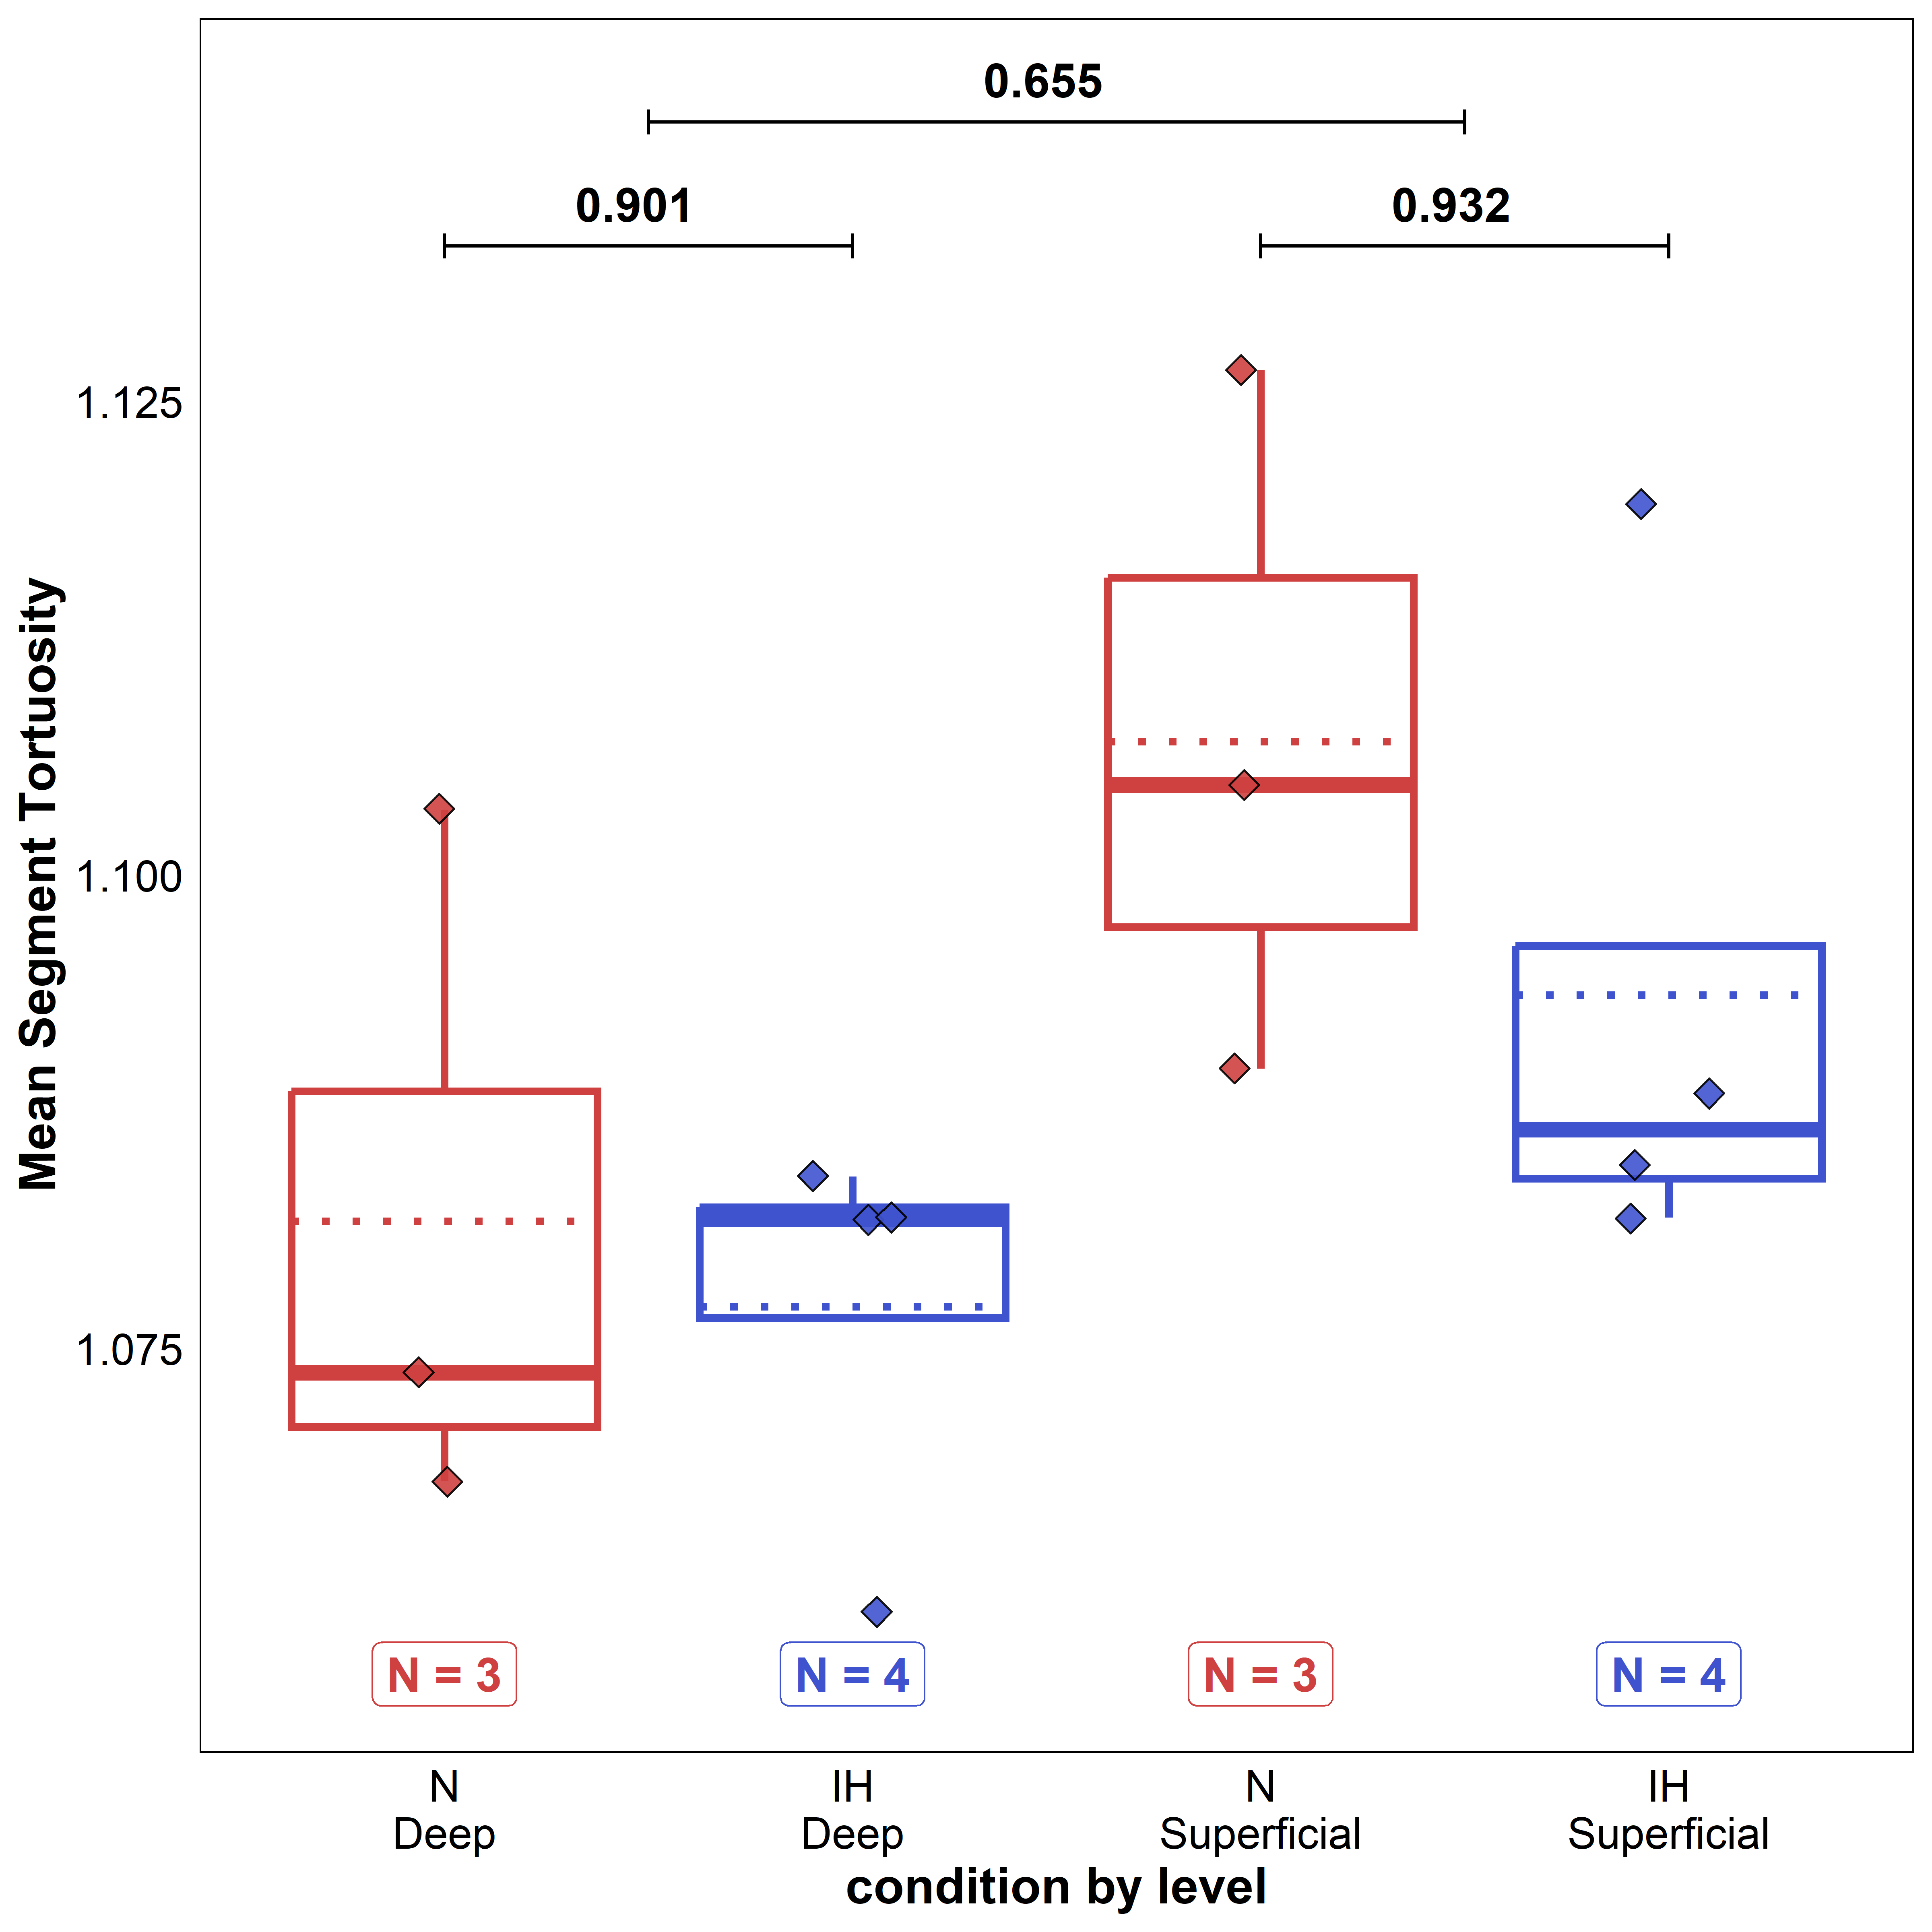 0.655
0.901
0.932
1.125
1.100
1.075
Mean Segment Tortuosity
N = 3
N = 4
N = 3
N = 4
N
Deep
IH
Deep
N
Superficial
IH
Superficial
condition by level